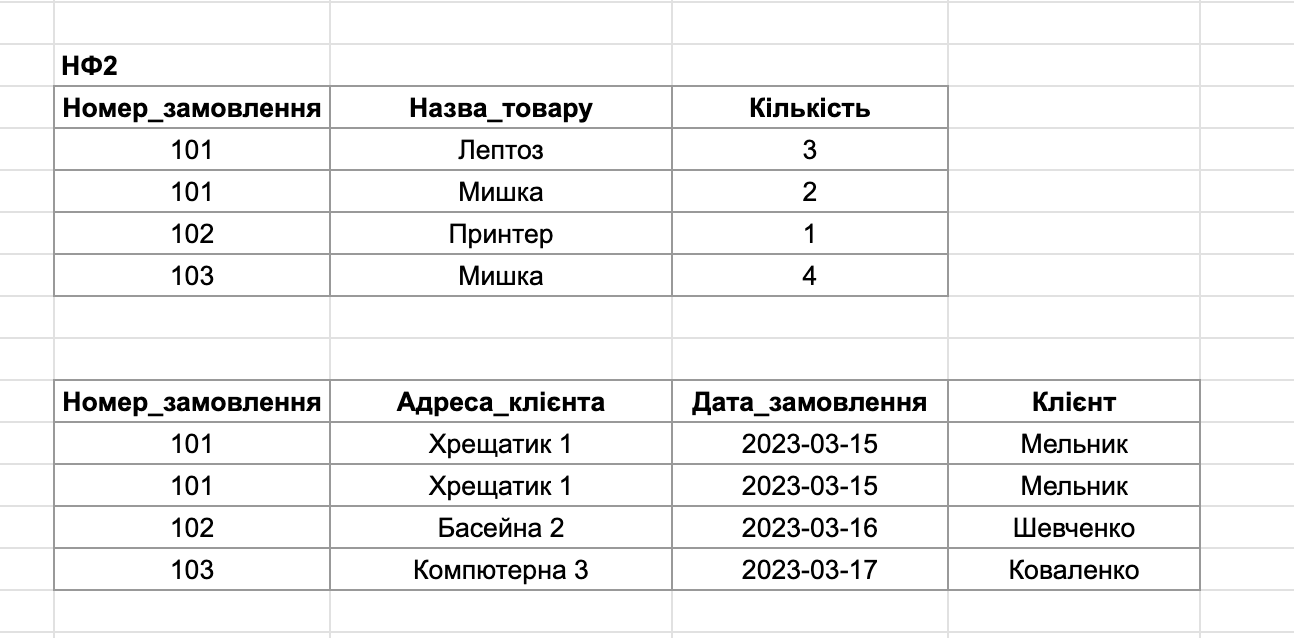 НФ2
Номер_замовлення Назва_товару Кількість
101 Лептоз 3
101 Мишка 2
102 Принтер 1
103 Мишка 4
Номер_замовлення Адреса_клієнта Дата_замовлення Клієнт
101 Хрещатик 1 2023-03-15 Мельник
101 Хрещатик 1 2023-03-15 Мельник
102 Басейна 2 2023-03-16 Шевченко
103 Компютерна 3 2023-03-17 Коваленко